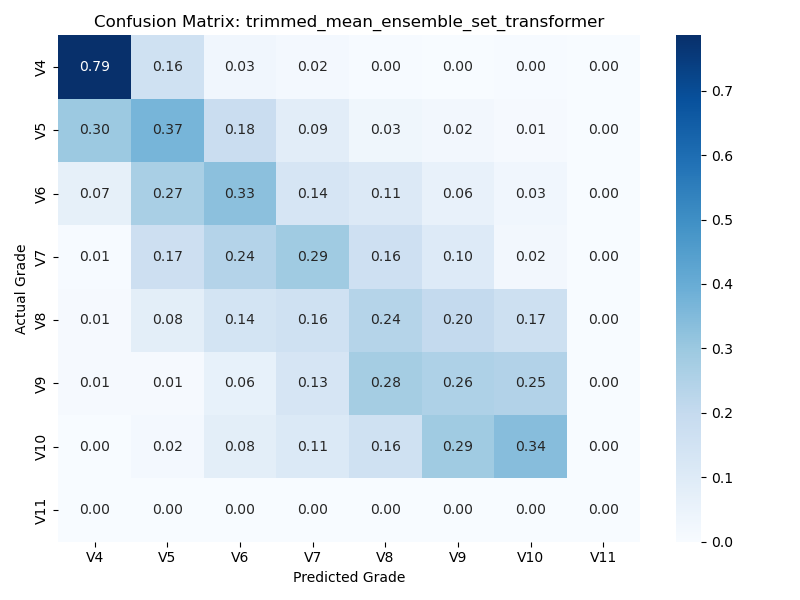 Confusion Matrix: trimmed_mean_ensemble_set_transformer
Actual Grade
V4 0.79 0.16 0.03 0.02 0.00 0.00 0.00 0.00
V5 0.30 0.37 0.18 0.09 0.03 0.02 0.01 0.00
V6 0.07 0.27 0.33 0.14 0.11 0.06 0.03 0.00
V7 0.01 0.17 0.24 0.29 0.16 0.10 0.02 0.00
V8 0.01 0.08 0.14 0.16 0.24 0.20 0.17 0.00
V9 0.01 0.01 0.06 0.13 0.28 0.26 0.25 0.00
V10 0.00 0.02 0.08 0.11 0.16 0.29 0.34 0.00
V11 0.00 0.00 0.00 0.00 0.00 0.00 0.00 0.00
V4 V5 V6 V7 V8 V9 V10 V11
Predicted Grade
0.7
0.6
0.5
0.4
0.3
0.2
0.1
0.0